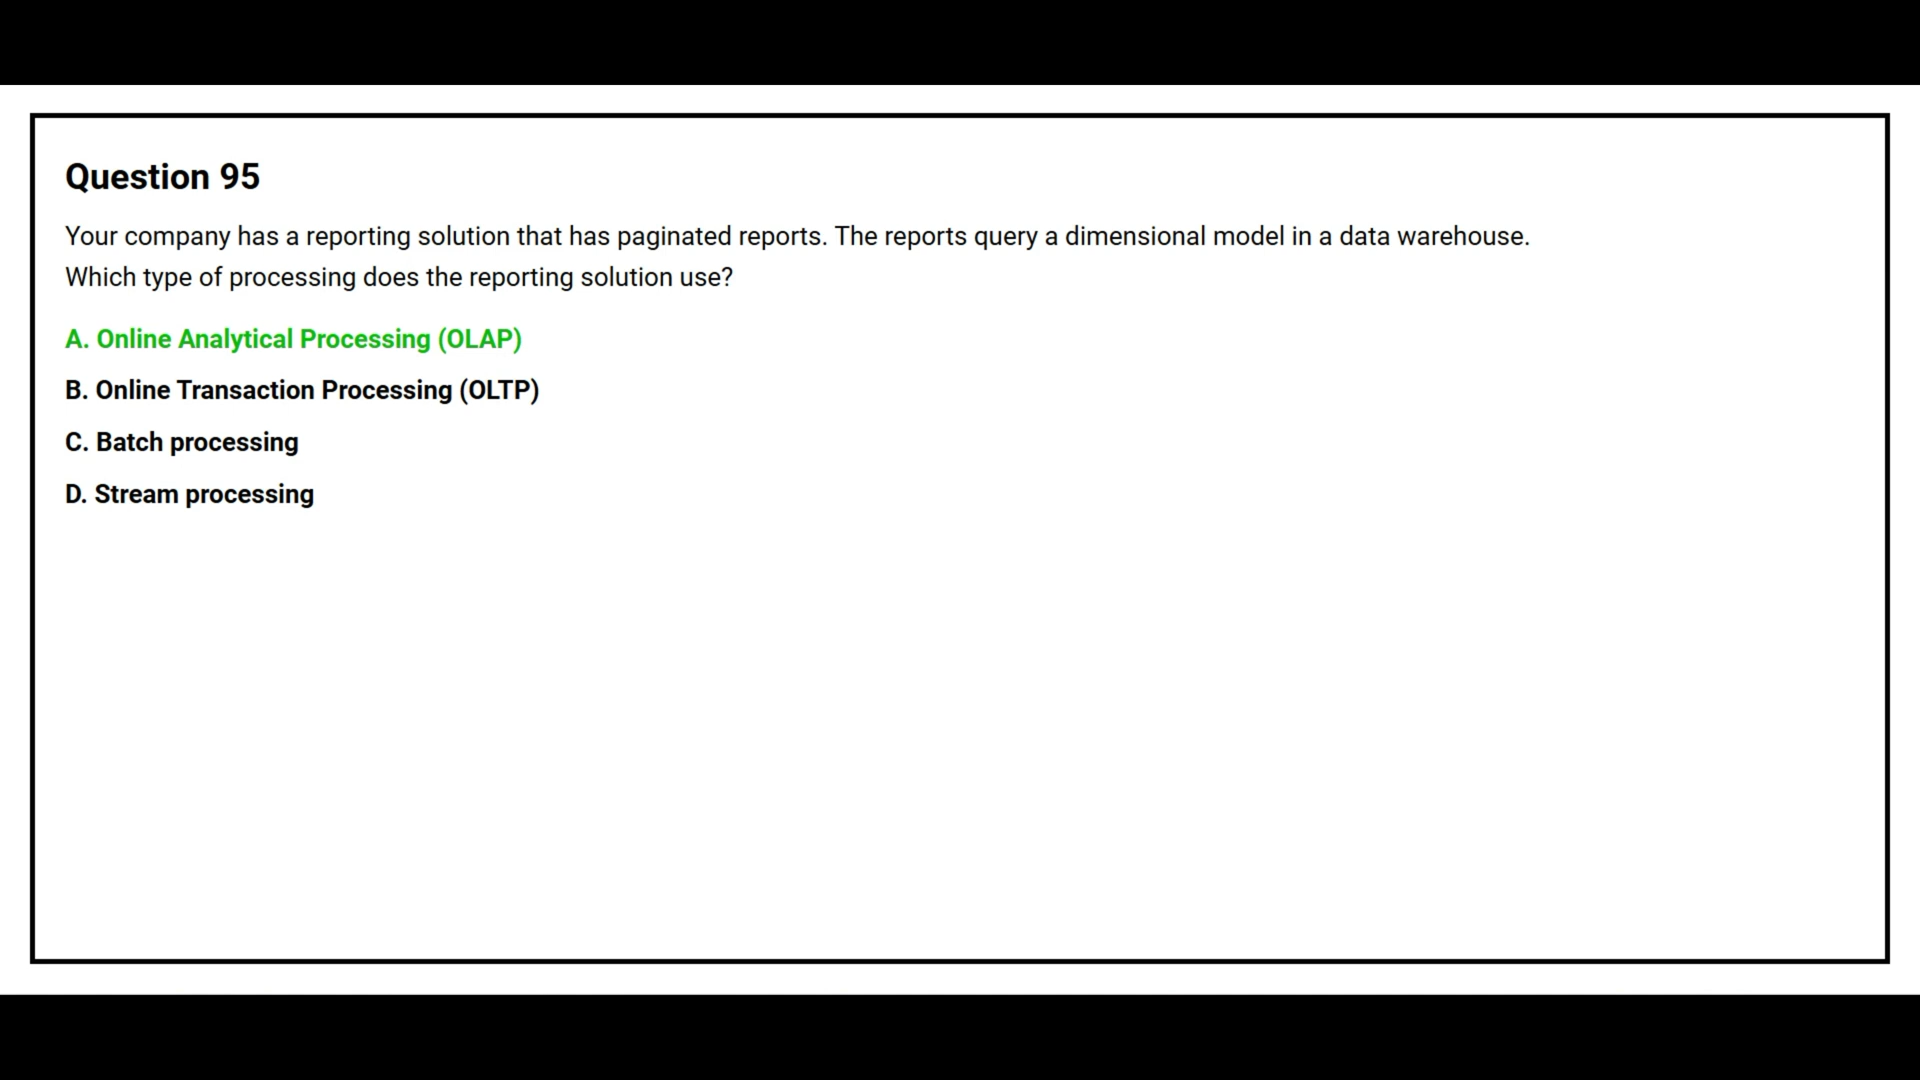 Question 95
Your company has a reporting solution that has paginated reports. The reports query a dimensional model in a data warehouse.
Which type of processing does the reporting solution use?
A. Online Analytical Processing (OLAP)
B. Online Transaction Processing (OLTP)
C. Batch processing
D. Stream processing